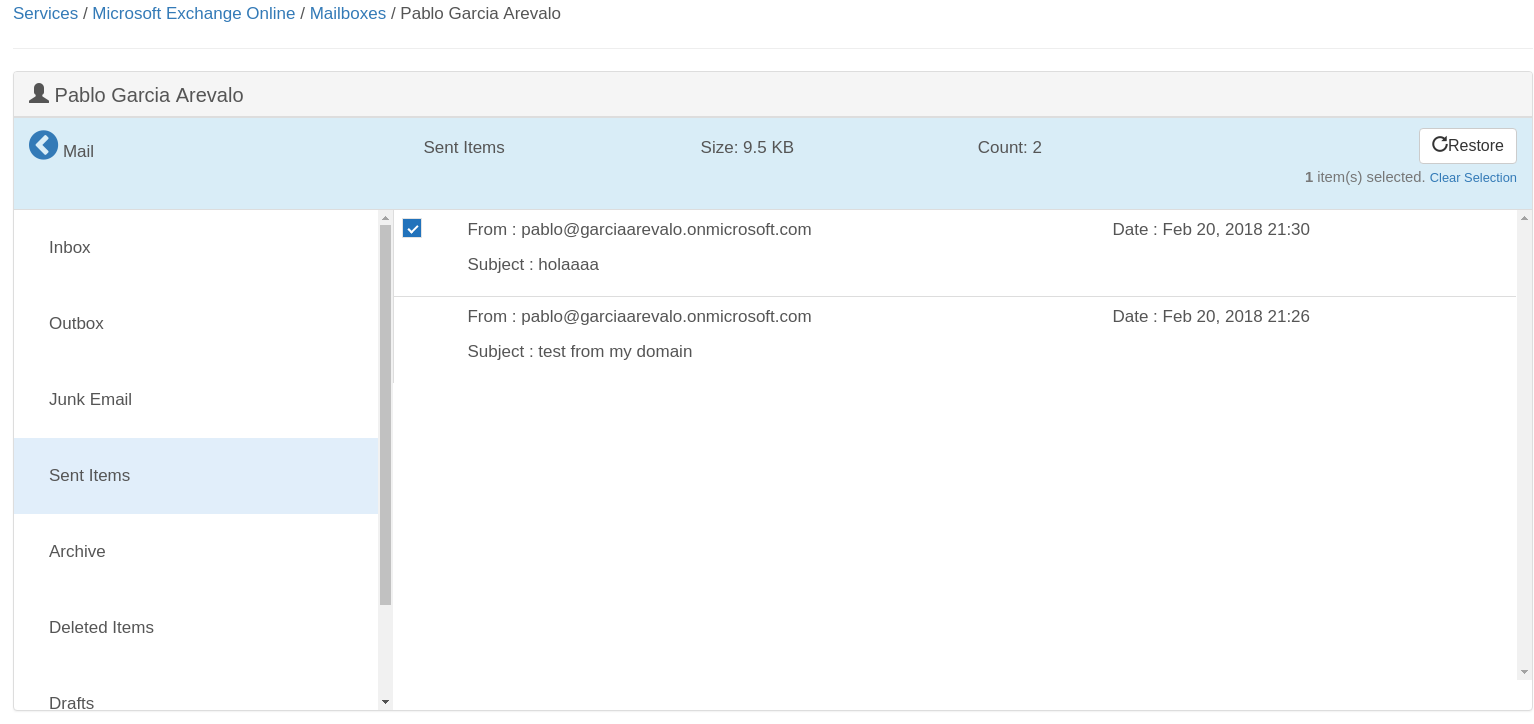 Services / Microsoft Exchange Online / Mailboxes / Pablo Garcia Arevalo
Pablo Garcia Arevalo
Mail
Sent Items
Size: 9.5 KB
Count: 2
Restore
1 item(s) selected. Clear Selection
Inbox
Outbox
Junk Email
Sent Items
Archive
Deleted Items
Drafts
From : pablo@garciaarevalo.onmicrosoft.com
Date : Feb 20, 2018 21:30
Subject : holaaaa
From : pablo@garciaarevalo.onmicrosoft.com
Date : Feb 20, 2018 21:26
Subject : test from my domain